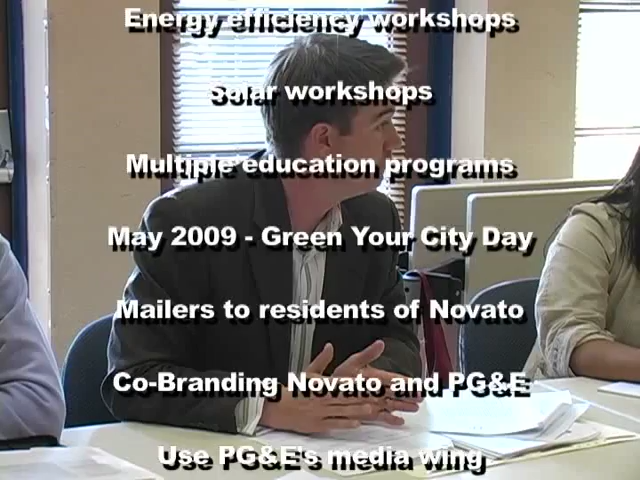 Energy efficiency workshops
Solar workshops
Multiple education programs
May 2009 - Green Your City Day
Mailers to residents of Novato
Co-Branding Novato and PG&E
Use PG&E's media wing